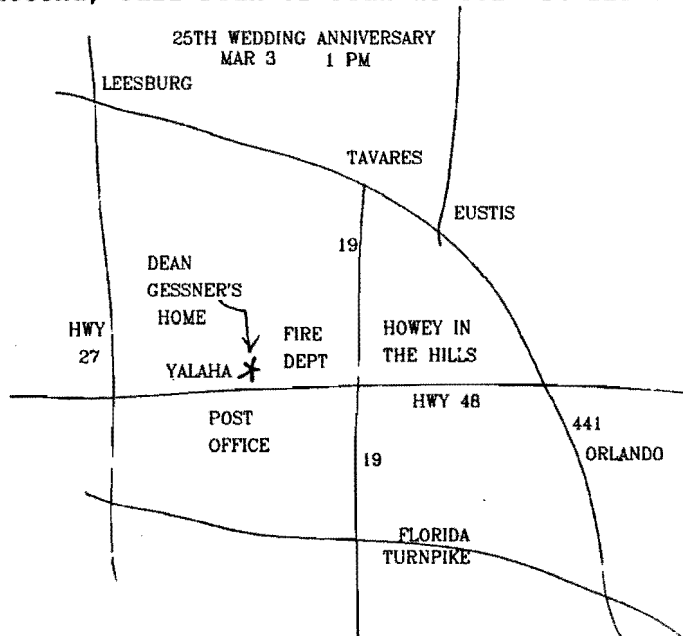 25TH WEDDING ANNIVERSARY
MAR 3 1 PM
LEESBURG
TAVARES
EUSTIS
19
DEAN
GESSNER'S
HOME
HWY
27
FIRE
DEPT
HOWEY IN
THE HILLS
YALAHA
HWY 48
POST
OFFICE
441
ORLANDO
19
FLORIDA
TURNPIKE